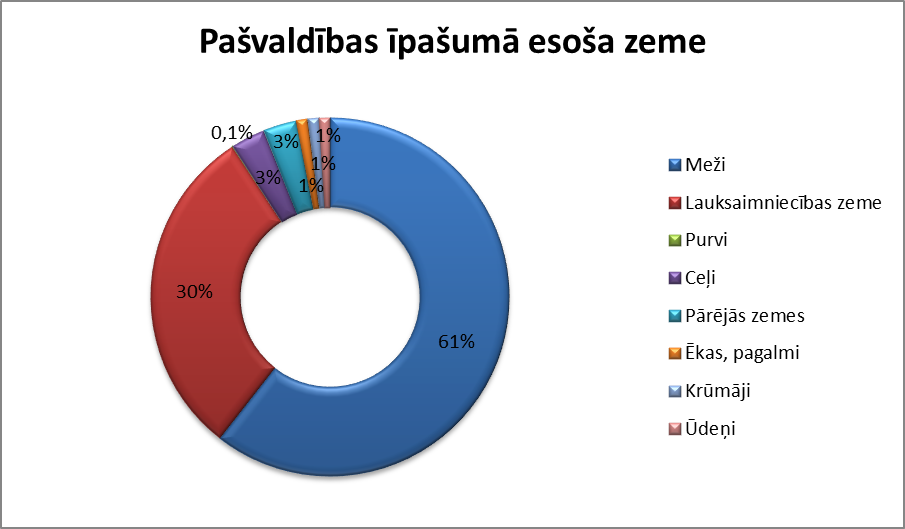 Pašvaldības īpašumā esoša zeme
0,1%
3%
3%
1%
1%
1%
30%
61%
Meži
Lauksaimniecības zeme
Purvi
Ceļi
Pārējās zemes
Ēkas, pagalmi
Krūmāji
Ūdeņi